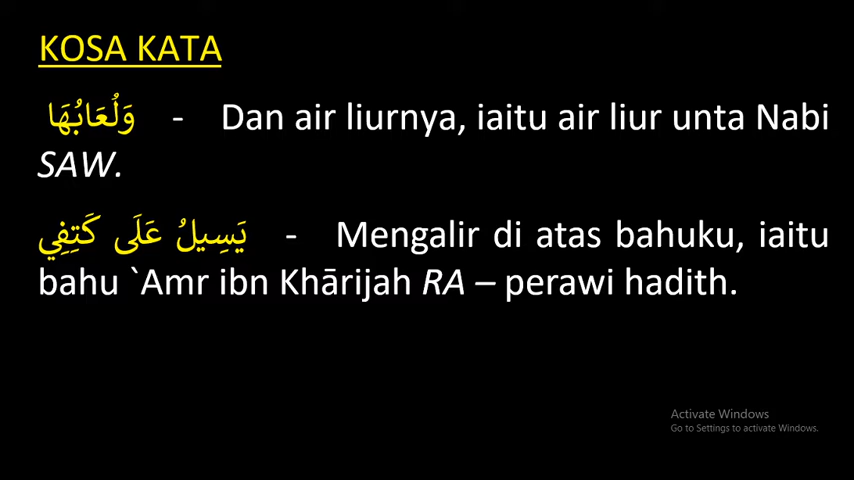 KOSA KATA
وَلُعَابُهَا - Dan air liurnya, iaitu air liur unta Nabi
SAW.
يَسِيلُ عَلَى كَتِفِي - Mengalir di atas bahuku, iaitu
bahu `Amr ibn Khārijah RA – perawi hadith.
Activate Windows
Go to Settings to activate Windows.